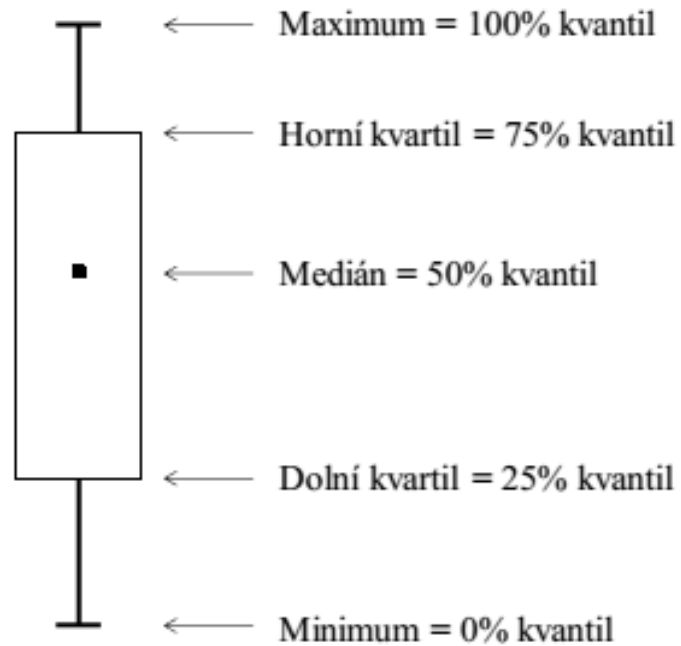 Maximum = 100% kvantil
Horní kvartil = 75% kvantil
Medián = 50% kvantil
Dolní kvartil = 25% kvantil
Minimum = 0% kvantil